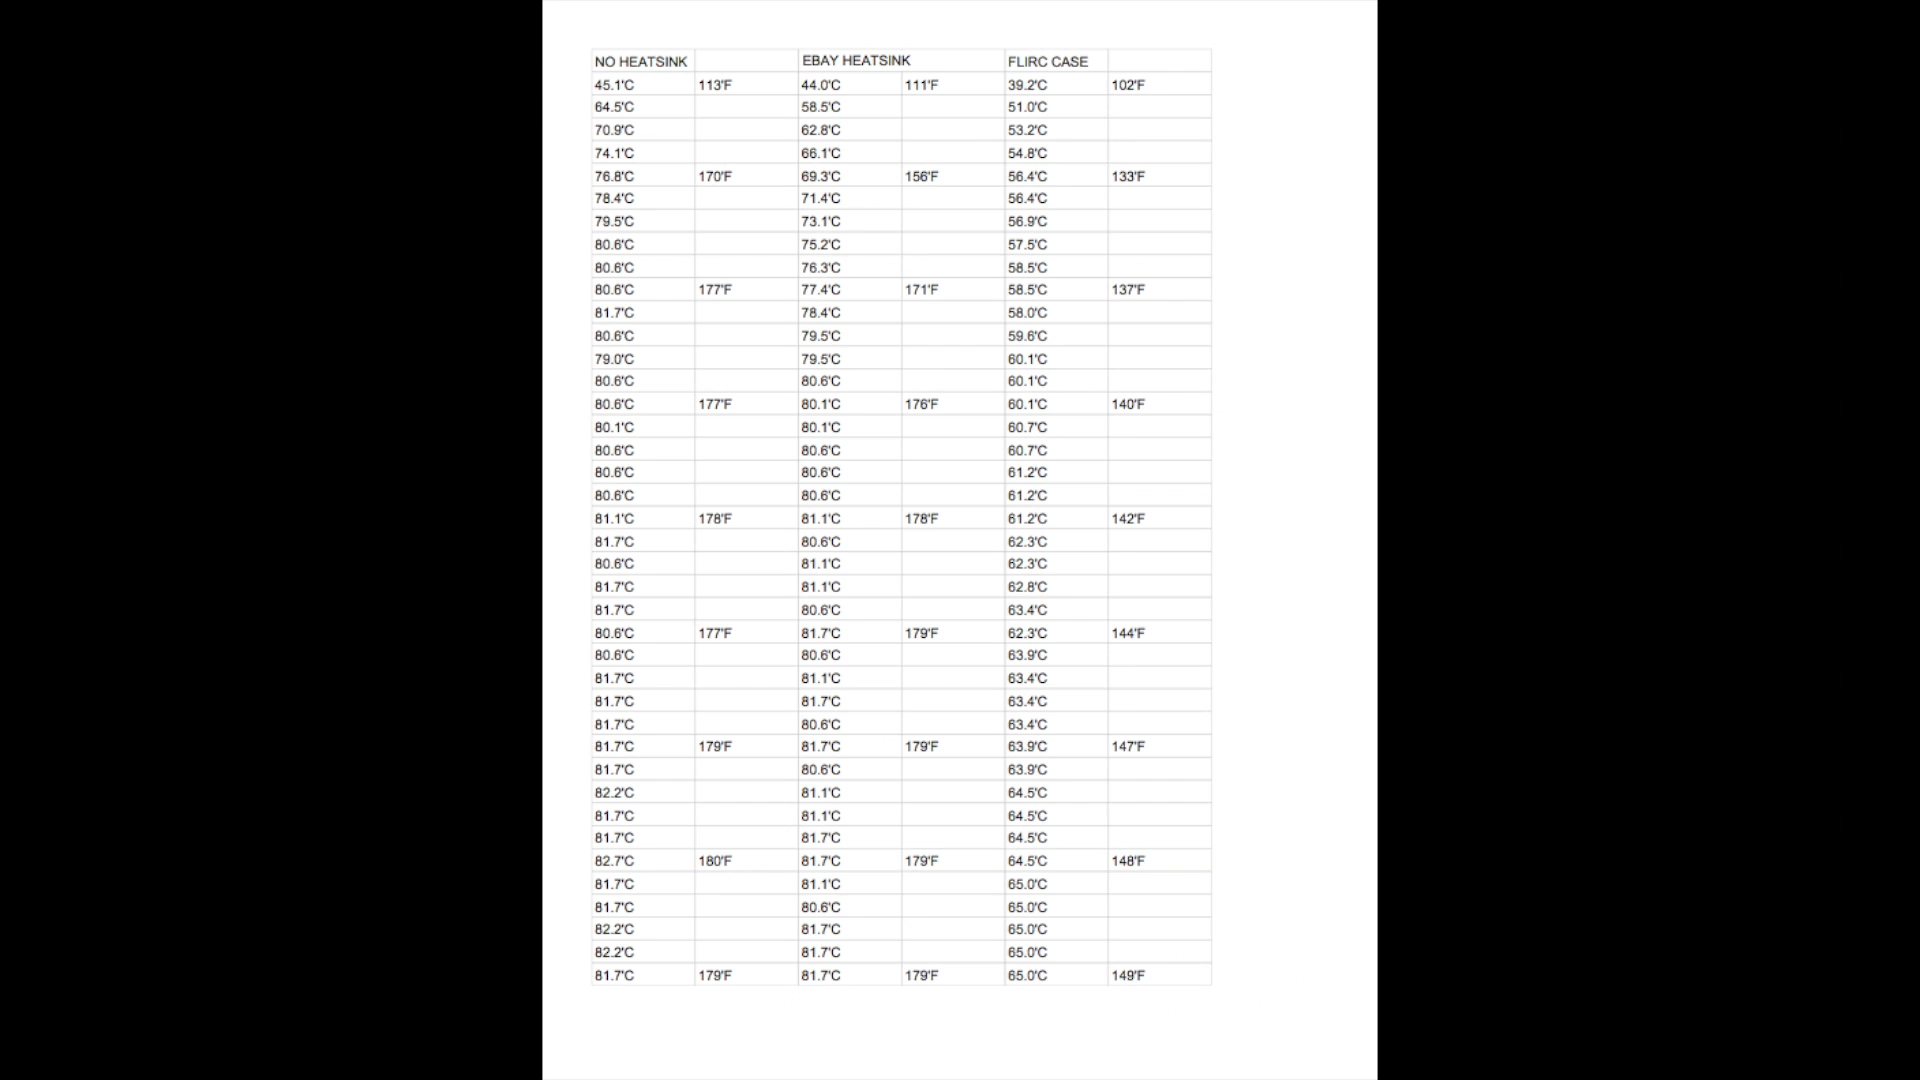 NO HEATSINK EBAY HEATSINK FLIRC CASE
45.1'C 113'F 44.0'C 111'F 39.2'C 102'F
64.5'C 58.5'C 51.0'C
70.9'C 62.8'C 53.2'C
74.1'C 66.1'C 54.8'C
76.8'C 170'F 69.3'C 156'F 56.4'C 133'F
78.4'C 71.4'C 56.4'C
79.5'C 73.1'C 56.9'C
80.6'C 75.2'C 57.5'C
80.6'C 76.3'C 58.5'C
80.6'C 177'F 77.4'C 171'F 58.5'C 137'F
81.7'C 78.4'C 58.0'C
80.6'C 79.5'C 59.6'C
79.0'C 79.5'C 60.1'C
80.6'C 80.6'C 60.1'C
80.6'C 177'F 80.1'C 176'F 60.1'C 140'F
80.1'C 80.1'C 60.7'C
80.6'C 80.6'C 60.7'C
80.6'C 80.6'C 61.2'C
80.6'C 80.6'C 61.2'C
81.1'C 178'F 81.1'C 178'F 61.2'C 142'F
81.7'C 80.6'C 62.3'C
80.6'C 81.1'C 62.3'C
81.7'C 81.1'C 62.8'C
81.7'C 80.6'C 63.4'C
80.6'C 177'F 81.7'C 179'F 62.3'C 144'F
80.6'C 80.6'C 63.9'C
81.7'C 81.1'C 63.4'C
81.7'C 81.7'C 63.4'C
81.7'C 80.6'C 63.4'C
81.7'C 179'F 81.7'C 179'F 63.9'C 147'F
81.7'C 80.6'C 63.9'C
82.2'C 81.1'C 64.5'C
81.7'C 81.1'C 64.5'C
81.7'C 81.7'C 64.5'C
82.7'C 180'F 81.7'C 179'F 64.5'C 148'F
81.7'C 81.1'C 65.0'C
81.7'C 80.6'C 65.0'C
82.2'C 81.7'C 65.0'C
82.2'C 81.7'C 65.0'C
81.7'C 179'F 81.7'C 179'F 65.0'C 149'F